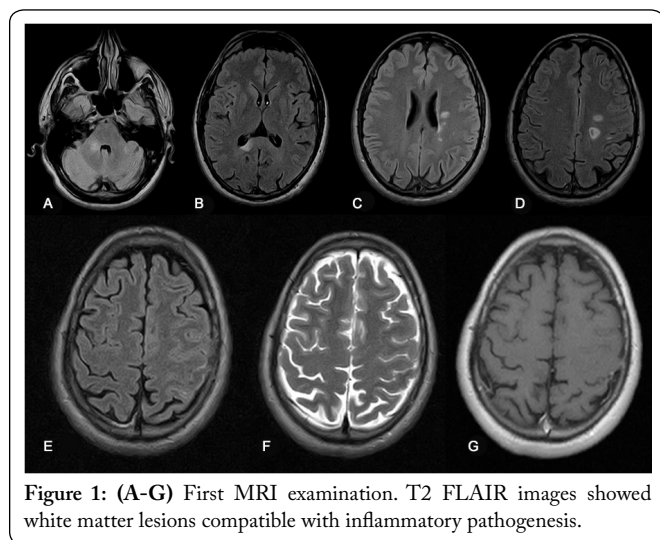 A
B
C
D
E
F
G
Figure 1: (A-G) First MRI examination. T2 FLAIR images showed
white matter lesions compatible with inflammatory pathogenesis.